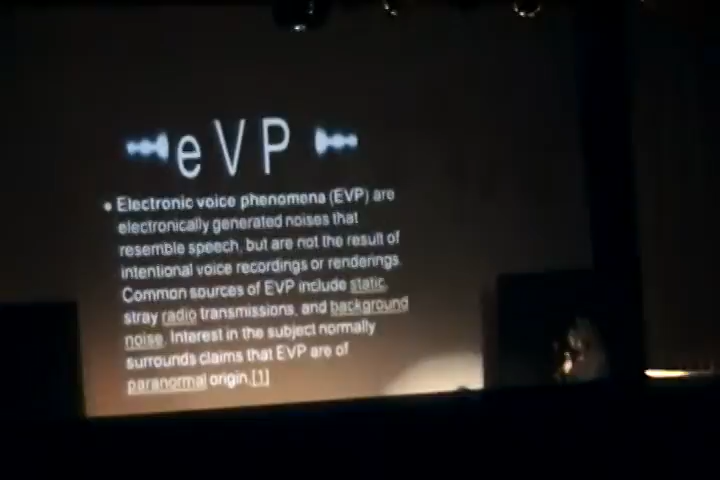 eVP
• Electronic voice phenomena (EVP) are
electronically generated noises that
resemble speech, but are not the result of
intentional voice recordings or renderings.
Common sources of EVP include static,
stray radio transmissions, and background
noise. Interest in the subject normally
surrounds claims that EVP are of
paranormal origin.[1]